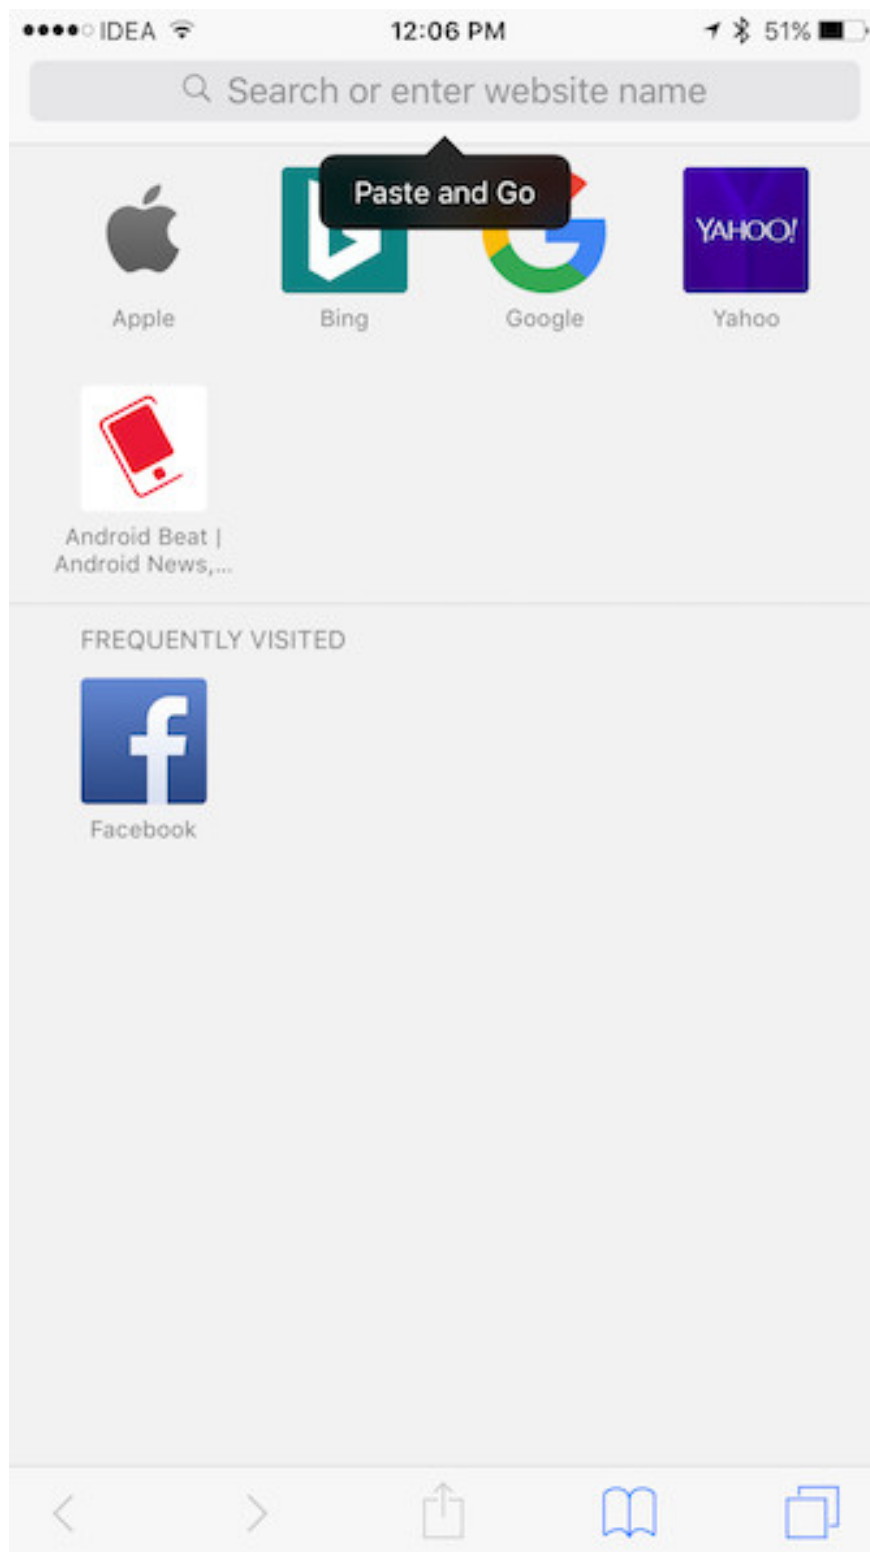 IDEA 12:06 PM 51%
Search or enter website name
Paste and Go
YAHOO!
Apple Bing Google Yahoo
Android Beat |
Android News,...
FREQUENTLY VISITED
Facebook